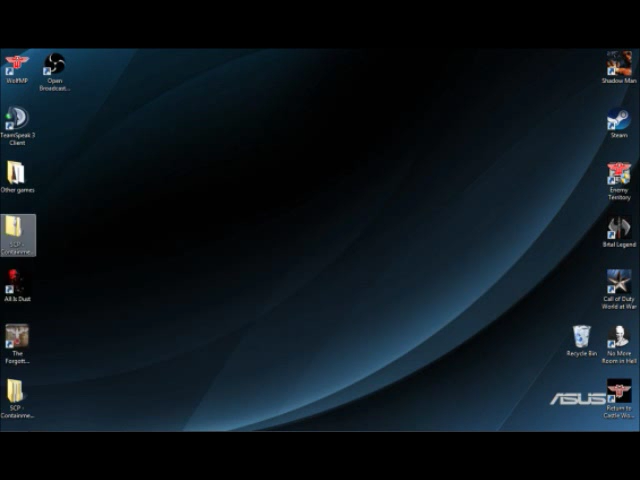 WolfMP
Open
Broadcast...
TeamSpeak 3
Client
Other games
SCP -
Containme...
All Is Dust
The
Forgott...
SCP -
Containme...
Shadow Man
Steam
Enemy
Territory
Brtal Legend
Call of Duty
World at War
Recycle Bin
No More
Room in Hell
ASUS
Return to
Castle Wo...